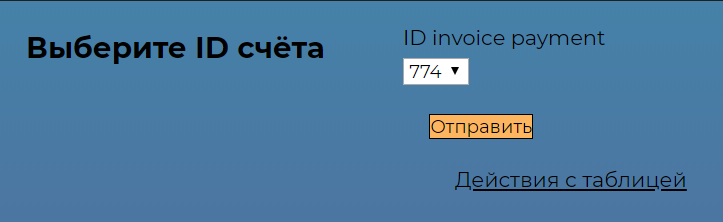 Выберите ID счёта
ID invoice payment
774
Отправить
Действия с таблицей